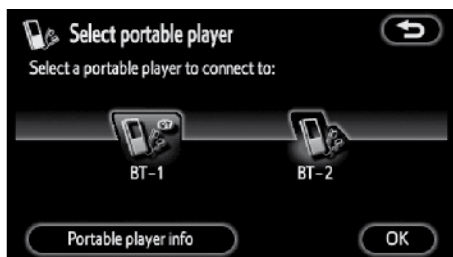 Select portable player
Select a portable player to connect to:
BT-1
BT-2
Portable player info
OK